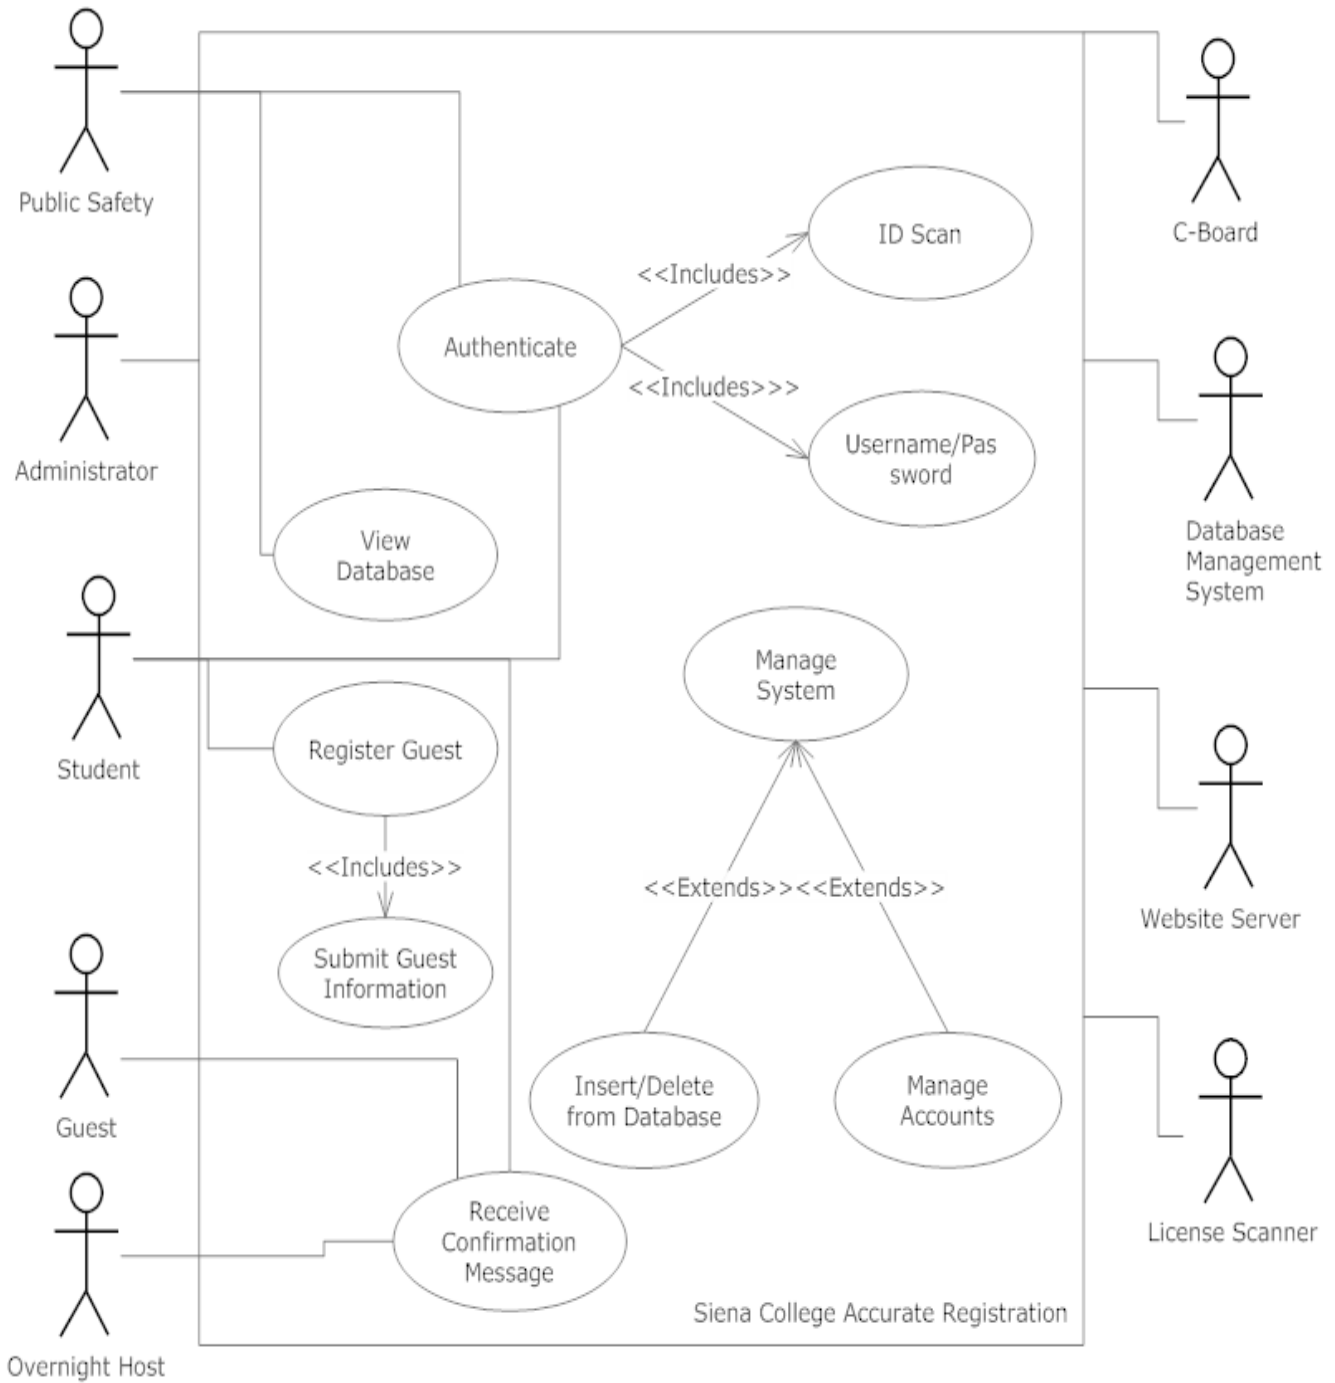 Public Safety
C-Board
ID Scan
<<Includes>>
Authenticate
<<Includes>>>
Username/Pas
sword
Administrator
View
Database
Database
Management
System
Manage
System
Student
Register Guest
<<Includes>>
<<Extends>><<Extends>>
Website Server
Submit Guest
Information
Guest
Insert/Delete
from Database
Manage
Accounts
Receive
Confirmation
Message
License Scanner
Siena College Accurate Registration
Overnight Host